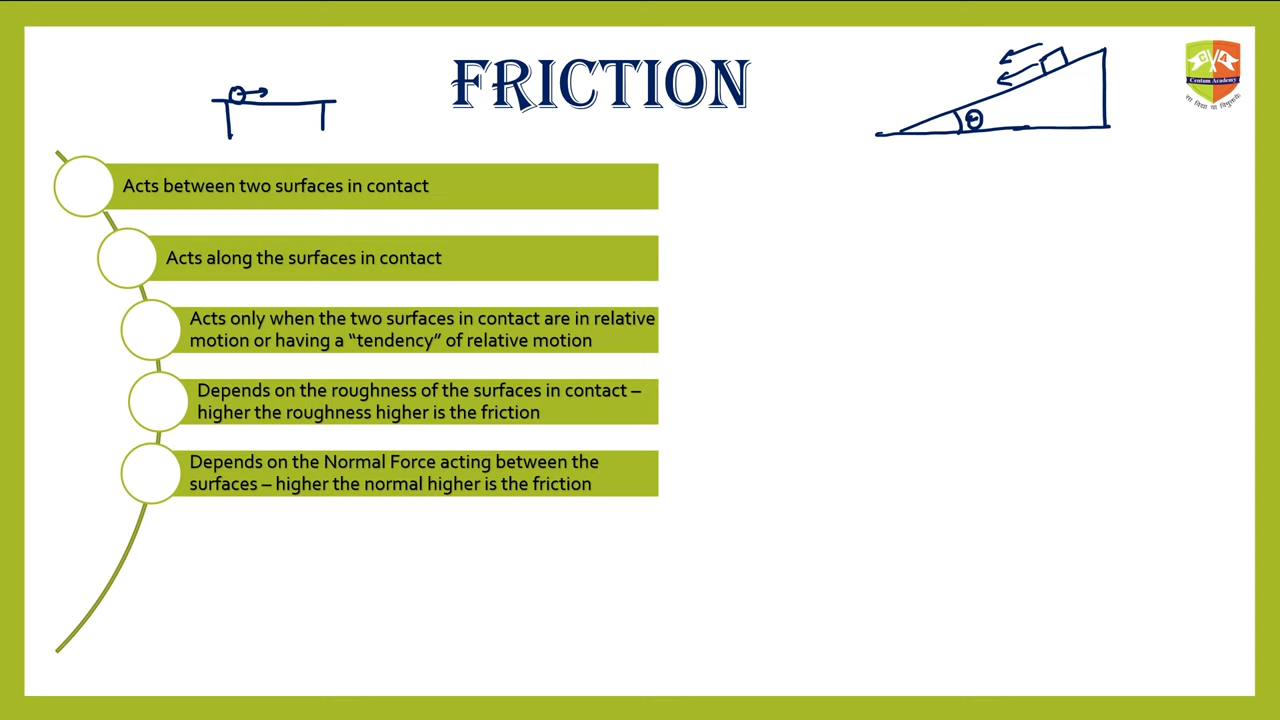 FRICTION
Centum Academy
सा विद्या या विमुक्तये
θ
Acts between two surfaces in contact
Acts along the surfaces in contact
Acts only when the two surfaces in contact are in relative
motion or having a “tendency” of relative motion
Depends on the roughness of the surfaces in contact –
higher the roughness higher is the friction
Depends on the Normal Force acting between the
surfaces – higher the normal higher is the friction